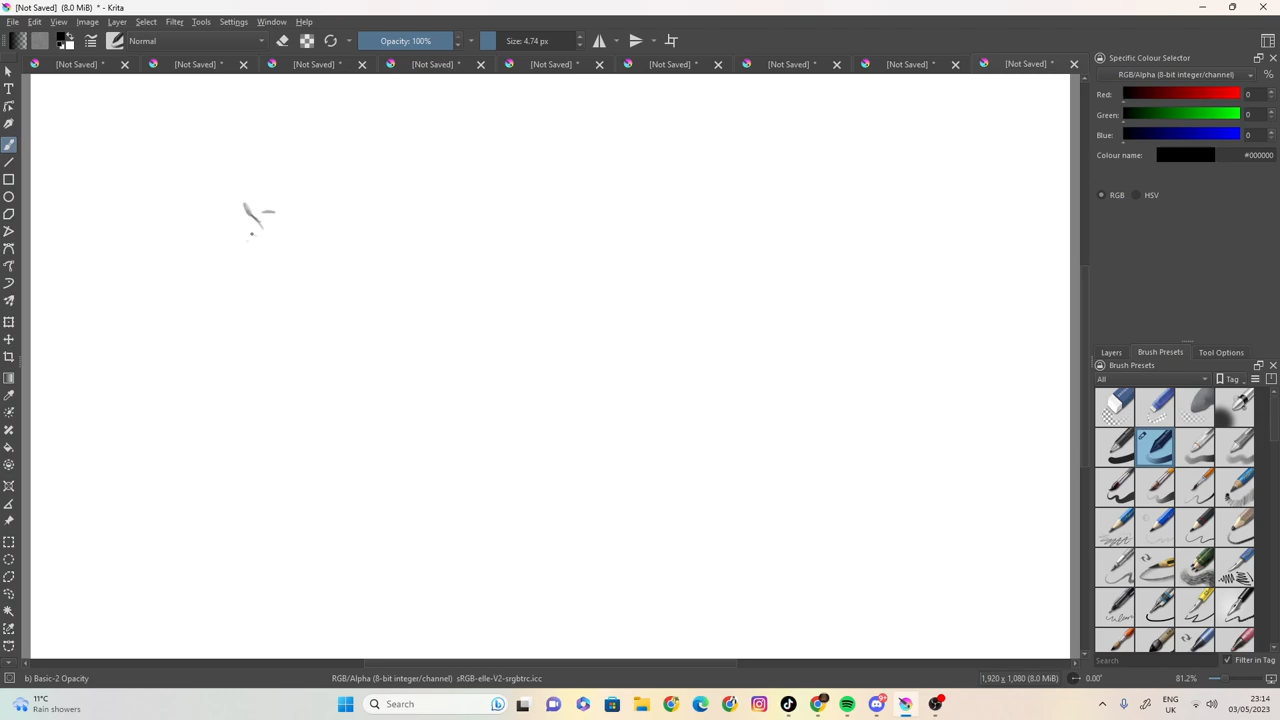 [Not Saved] (8.0 MiB) * - Krita
File Edit View Image Layer Select Filter Tools Settings Window Help
Normal Opacity: 100% Size: 4.74 px
[Not Saved] * [Not Saved] * [Not Saved] * [Not Saved] * [Not Saved] * [Not Saved] * [Not Saved] * [Not Saved] * [Not Saved] *
Specific Colour Selector
RGB/Alpha (8-bit integer/channel) %
Red: 0
Green: 0
Blue: 0
Colour name: #000000
RGB HSV
Layers Brush Presets Tool Options
Brush Presets
All Tag
Search Filter in Tag
b) Basic-2 Opacity RGB/Alpha (8-bit integer/channel) sRGB-elle-V2-srgbtrc.icc 1,920 x 1,080 (8.0 MiB) 0.00° 81.2%
11°C
Rain showers
Search
ENG
UK
23:14
03/05/2023